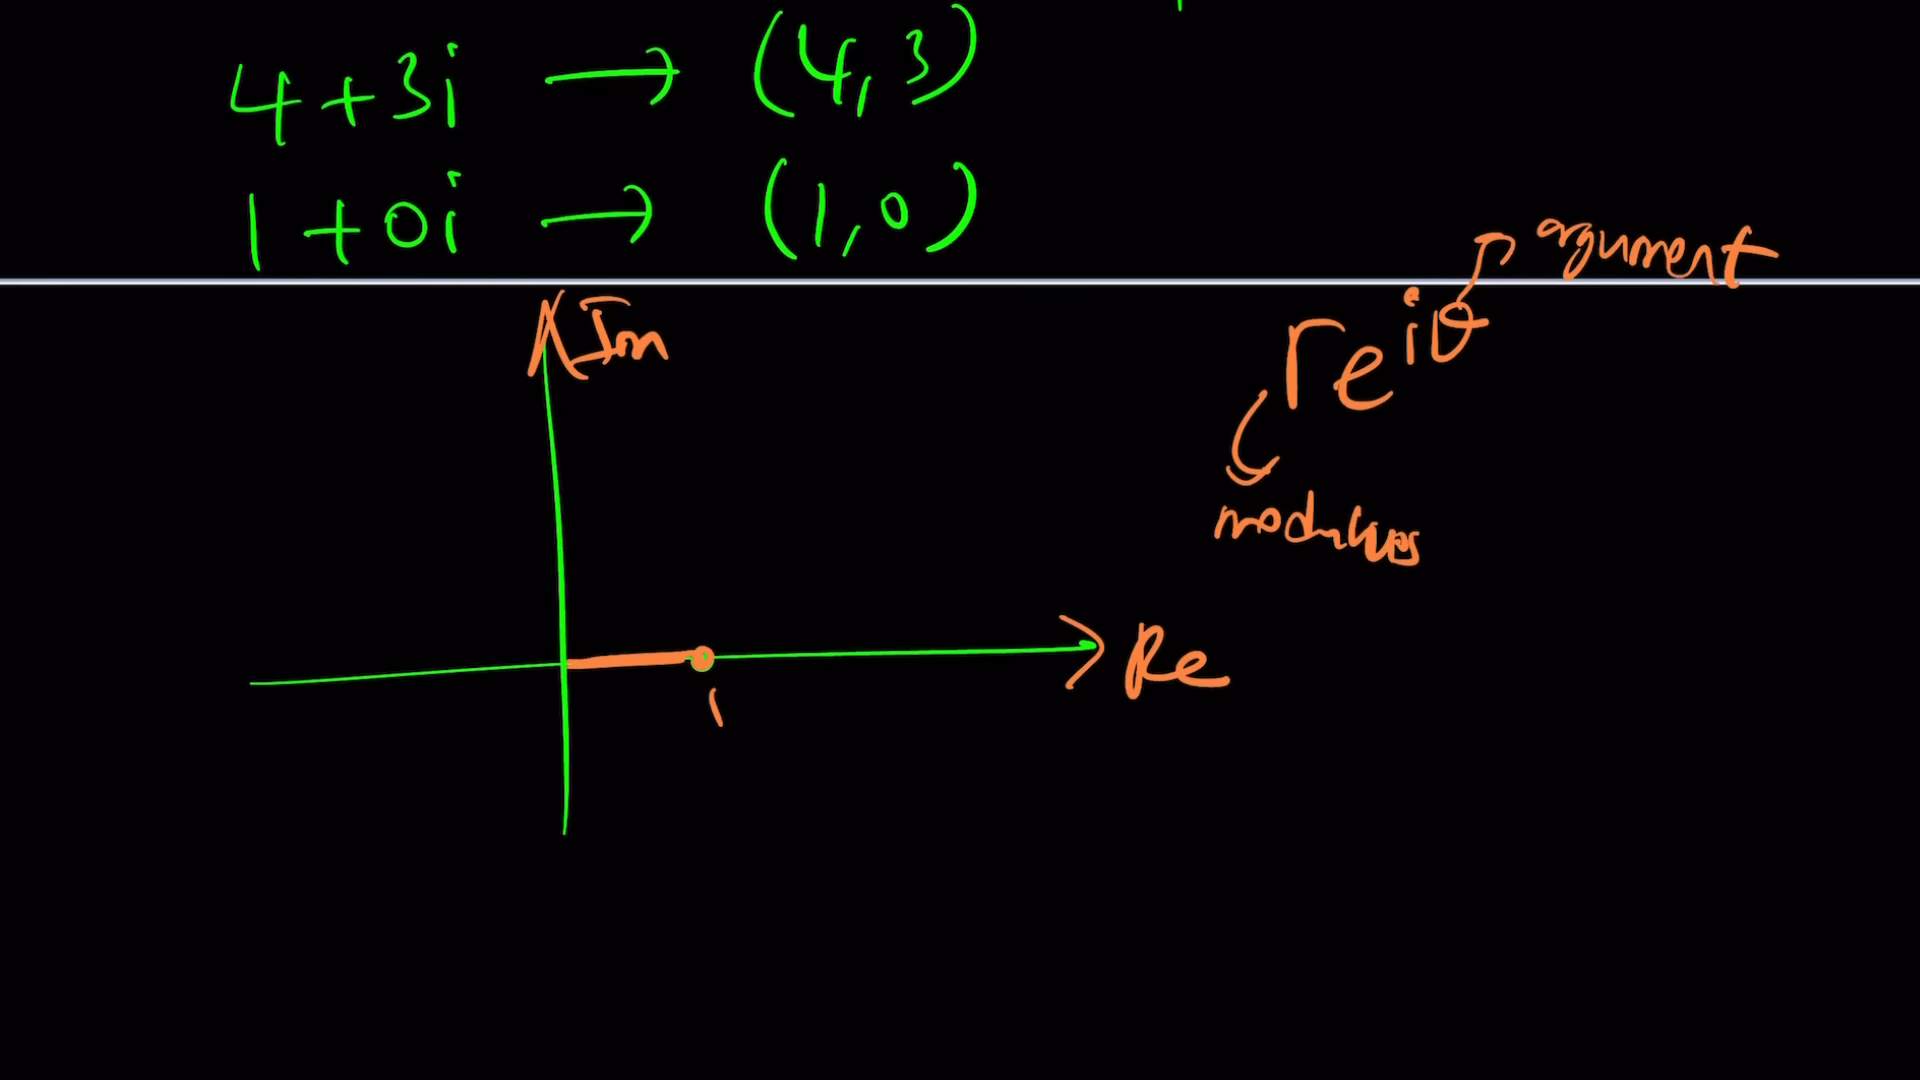 4+3i → (4,3)
1+0i → (1,0)
argument
Im
re^{iθ}
modulus
Re
1